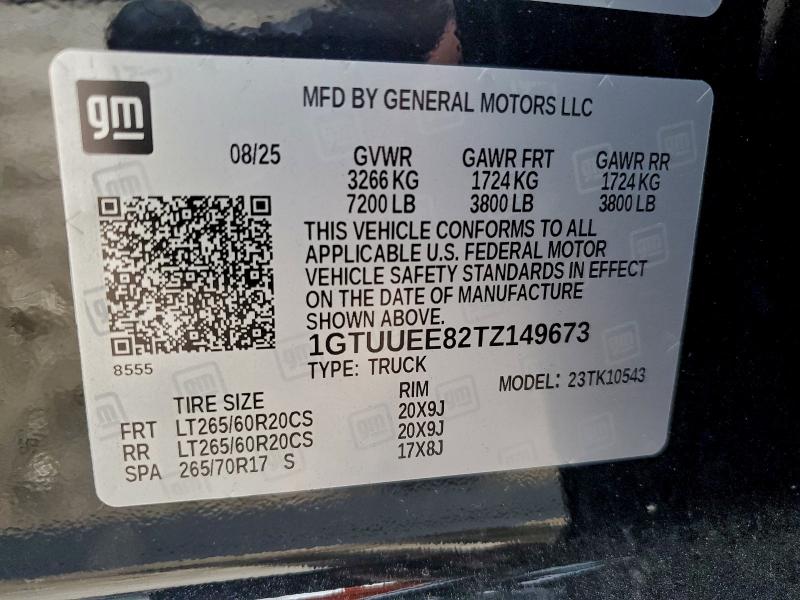 gm
MFD BY GENERAL MOTORS LLC
08/25 GVWR GAWR FRT GAWR RR
3266 KG 1724 KG 1724 KG
7200 LB 3800 LB 3800 LB
THIS VEHICLE CONFORMS TO ALL
APPLICABLE U.S. FEDERAL MOTOR
VEHICLE SAFETY STANDARDS IN EFFECT
ON THE DATE OF MANUFACTURE
SHOWN ABOVE.
1GTUUEE82TZ149673
8555
TYPE: TRUCK
MODEL: 23TK10543
TIRE SIZE RIM
FRT LT265/60R20CS 20X9J
RR LT265/60R20CS 20X9J
SPA 265/70R17 S 17X8J